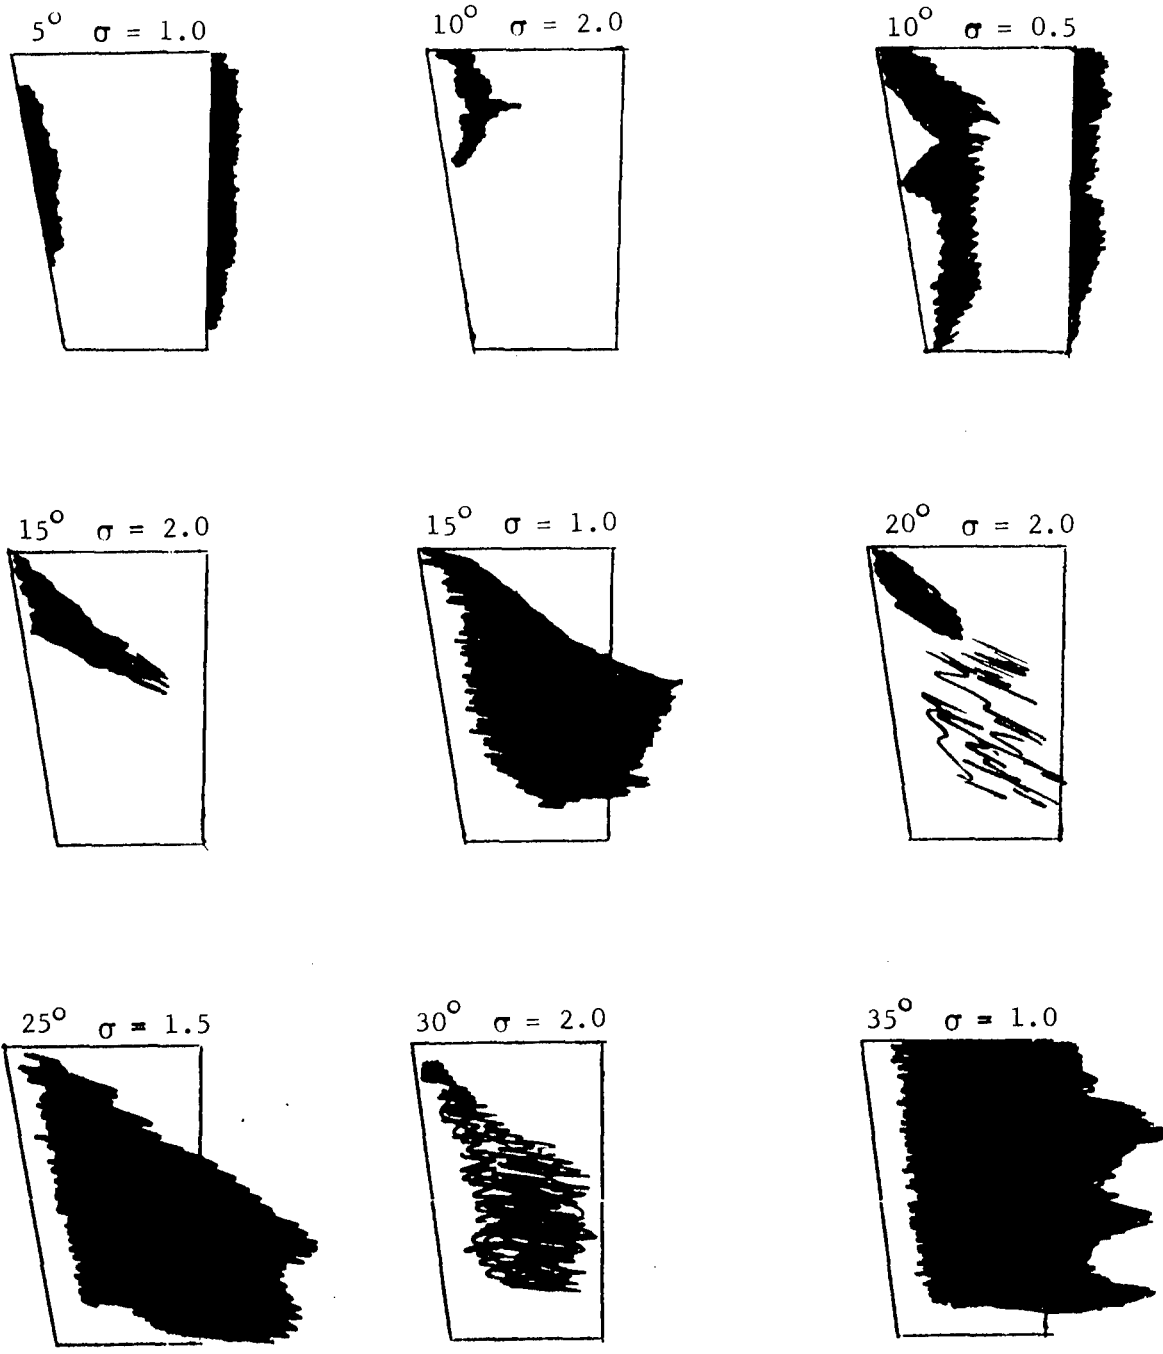 5° σ = 1.0
10° σ = 2.0
10° σ = 0.5
15° σ = 2.0
15° σ = 1.0
20° σ = 2.0
25° σ = 1.5
30° σ = 2.0
35° σ = 1.0